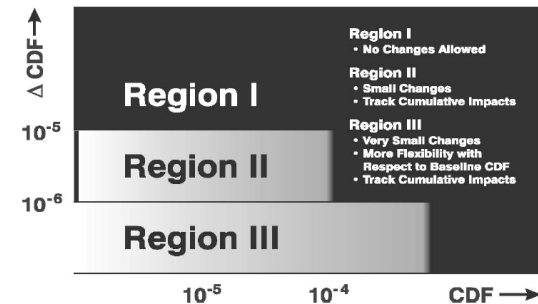 Δ CDF→
Region I
• No Changes Allowed
Region II
• Small Changes
• Track Cumulative Impacts
Region III
• Very Small Changes
• More Flexibility with
Respect to Baseline CDF
• Track Cumulative Impacts
Region I
10-5
Region II
10-6
Region III
10-5
10-4
CDF→